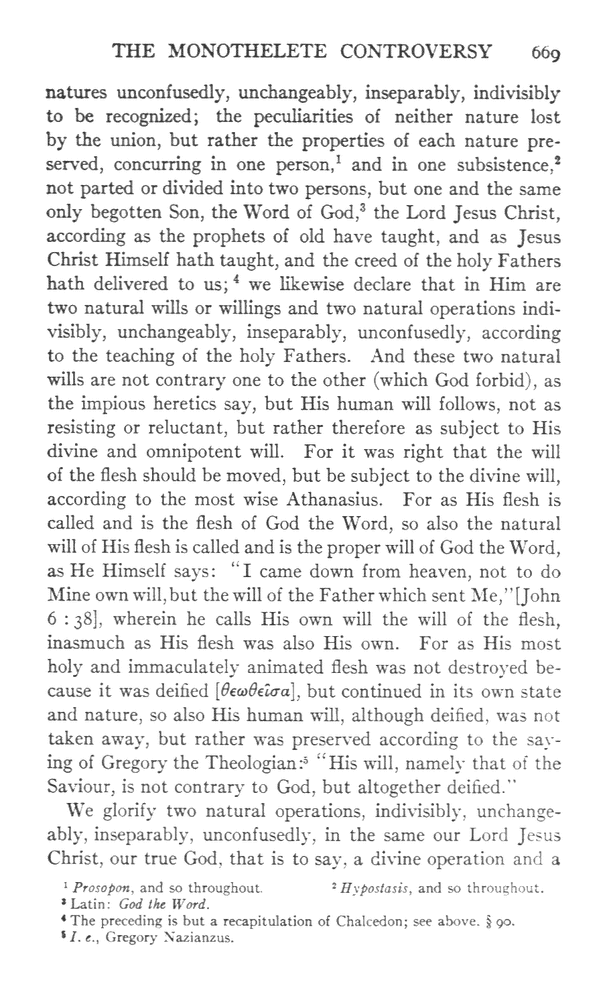 THE MONOTHELETE CONTROVERSY 669
natures unconfusedly, unchangeably, inseparably, indivisibly
to be recognized; the peculiarities of neither nature lost
by the union, but rather the properties of each nature pre-
served, concurring in one person,¹ and in one subsistence,²
not parted or divided into two persons, but one and the same
only begotten Son, the Word of God,³ the Lord Jesus Christ,
according as the prophets of old have taught, and as Jesus
Christ Himself hath taught, and the creed of the holy Fathers
hath delivered to us; ⁴ we likewise declare that in Him are
two natural wills or willings and two natural operations indi-
visibly, unchangeably, inseparably, unconfusedly, according
to the teaching of the holy Fathers. And these two natural
wills are not contrary one to the other (which God forbid), as
the impious heretics say, but His human will follows, not as
resisting or reluctant, but rather therefore as subject to His
divine and omnipotent will. For it was right that the will
of the flesh should be moved, but be subject to the divine will,
according to the most wise Athanasius. For as His flesh is
called and is the flesh of God the Word, so also the natural
will of His flesh is called and is the proper will of God the Word,
as He Himself says: "I came down from heaven, not to do
Mine own will, but the will of the Father which sent Me," [John
6 : 38], wherein he calls His own will the will of the flesh,
inasmuch as His flesh was also His own. For as His most
holy and immaculately animated flesh was not destroyed be-
cause it was deified [θεωθεῖσα], but continued in its own state
and nature, so also His human will, although deified, was not
taken away, but rather was preserved according to the say-
ing of Gregory the Theologian:⁵ "His will, namely that of the
Saviour, is not contrary to God, but altogether deified."
We glorify two natural operations, indivisibly, unchange-
ably, inseparably, unconfusedly, in the same our Lord Jesus
Christ, our true God, that is to say, a divine operation and a
¹ Prosopon, and so throughout. ² Hypostasis, and so throughout.
³ Latin: God the Word.
⁴ The preceding is but a recapitulation of Chalcedon; see above. § 90.
⁵ I. e., Gregory Nazianzus.